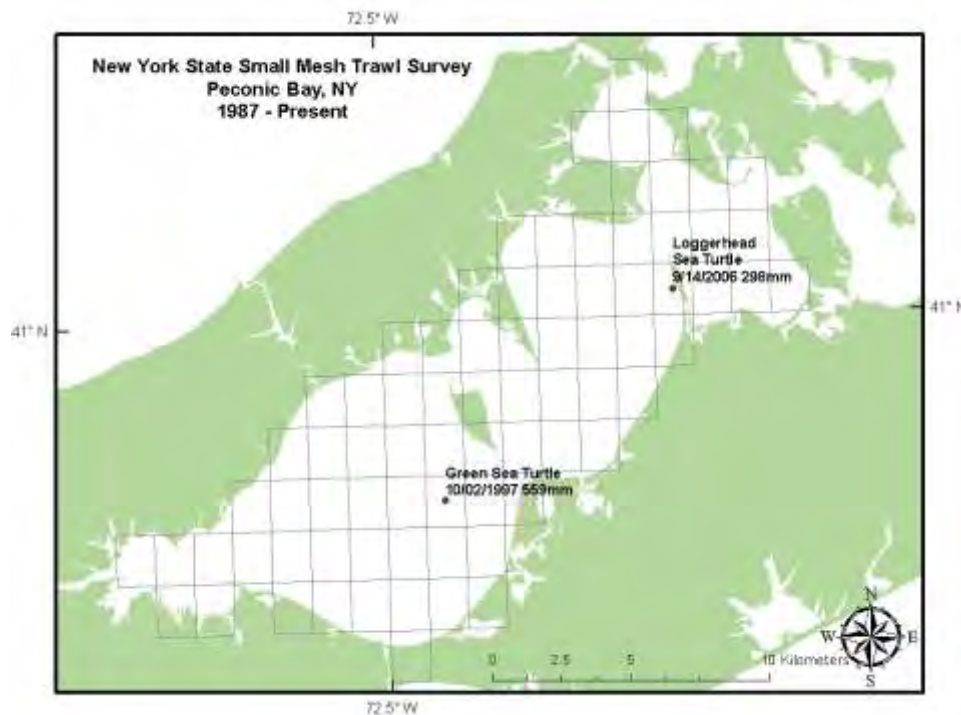 72.5° W
New York State Small Mesh Trawl Survey
Peconic Bay, NY
1987 - Present
Loggerhead
Sea Turtle
9/14/2006 298mm
41° N
41° N
Green Sea Turtle
10/02/1997 559mm
N
W E
S
0 2.5 5 10 Kilometers
72.5° W